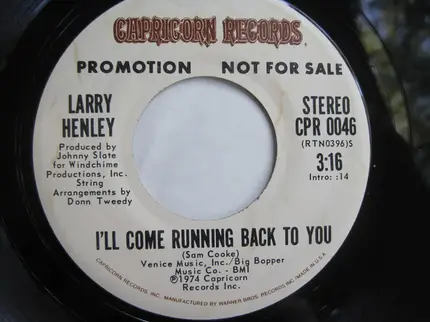 CAPRICORN RECORDS.
PROMOTION NOT FOR SALE
LARRY
HENLEY
Produced by
Johnny Slate
for Windchime
Productions, Inc.
String
Arrangements by
Donn Tweedy
STEREO
CPR 0046
(RTN0396)S
3:16
Intro: :14
I'LL COME RUNNING BACK TO YOU
(Sam Cooke)
Venice Music, Inc./Big Bopper
Music Co. - BMI
℗1974 Capricorn
Records Inc.
CAPRICORN RECORDS INC. MANUFACTURED BY WARNER BROS. RECORDS INC. MADE IN U.S.A.